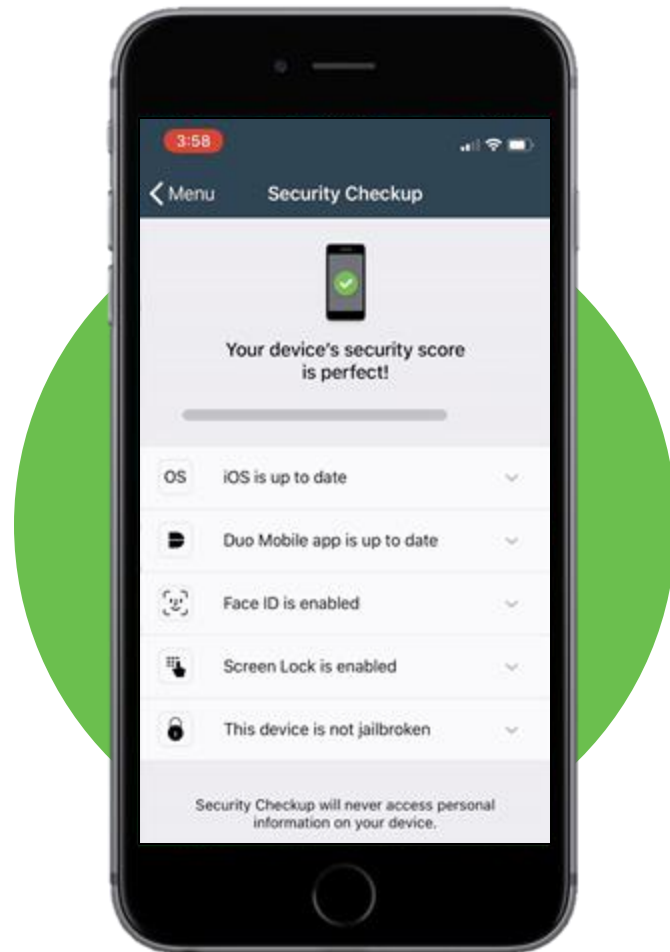 3:58
Menu Security Checkup
Your device's security score
is perfect!
OS iOS is up to date
Duo Mobile app is up to date
Face ID is enabled
Screen Lock is enabled
This device is not jailbroken
Security Checkup will never access personal
information on your device.